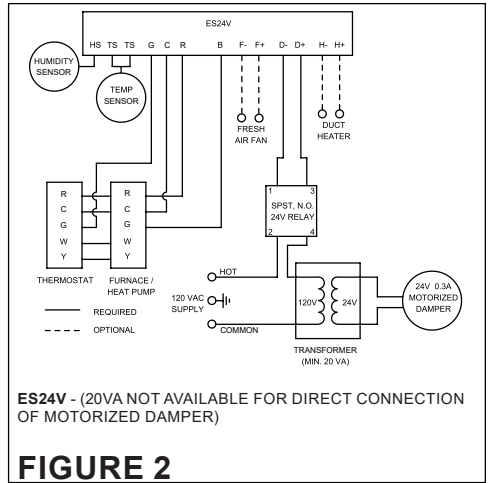 ES24V
HS TS TS G C R B F- F+ D- D+ H- H+
HUMIDITY
SENSOR
TEMP
SENSOR
FRESH
AIR FAN
DUCT
HEATER
1 3
SPST, N.O.
24V RELAY
2 4
R
C
G
W
Y
R
C
G
W
Y
THERMOSTAT
FURNACE /
HEAT PUMP
REQUIRED
OPTIONAL
HOT
120 VAC
SUPPLY
COMMON
120V
24V
24V 0.3A
MOTORIZED
DAMPER
TRANSFORMER
(MIN. 20 VA)
ES24V - (20VA NOT AVAILABLE FOR DIRECT CONNECTION
OF MOTORIZED DAMPER)
FIGURE 2